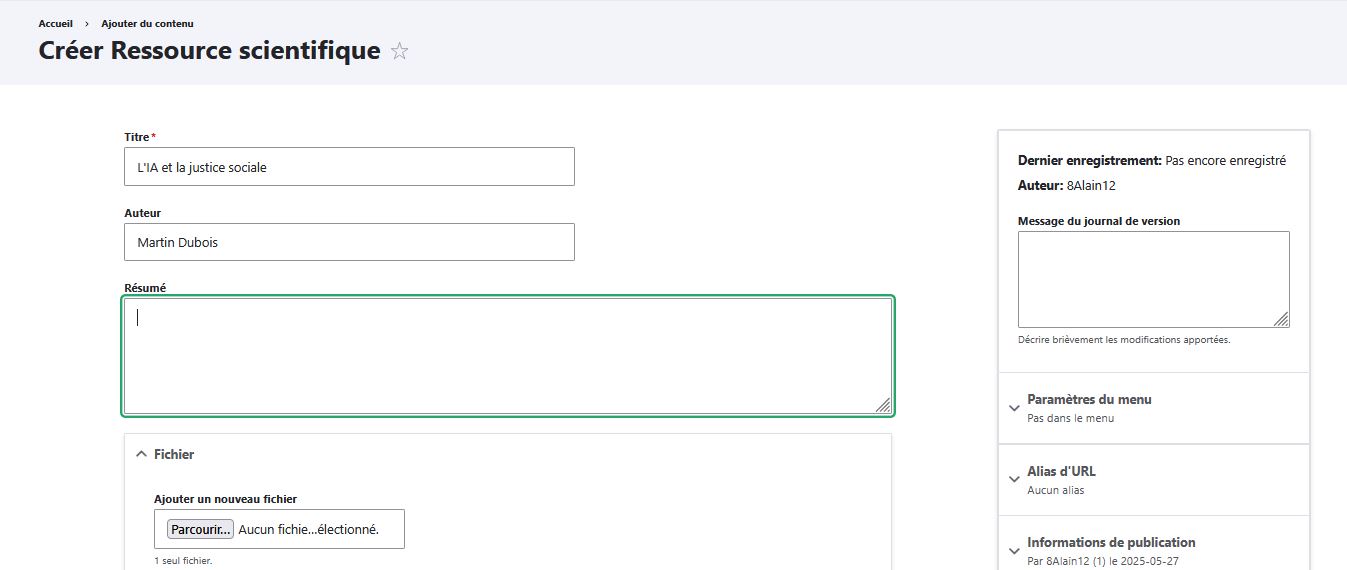 Accueil › Ajouter du contenu
Créer Ressource scientifique
Titre*
L'IA et la justice sociale
Auteur
Martin Dubois
Résumé
Fichier
Ajouter un nouveau fichier
Parcourir... Aucun fichie...électionné.
1 seul fichier.
Dernier enregistrement: Pas encore enregistré
Auteur: 8Alain12
Message du journal de version
Décrire brièvement les modifications apportées.
Paramètres du menu
Pas dans le menu
Alias d'URL
Aucun alias
Informations de publication
Par 8Alain12 (1) le 2025-05-27